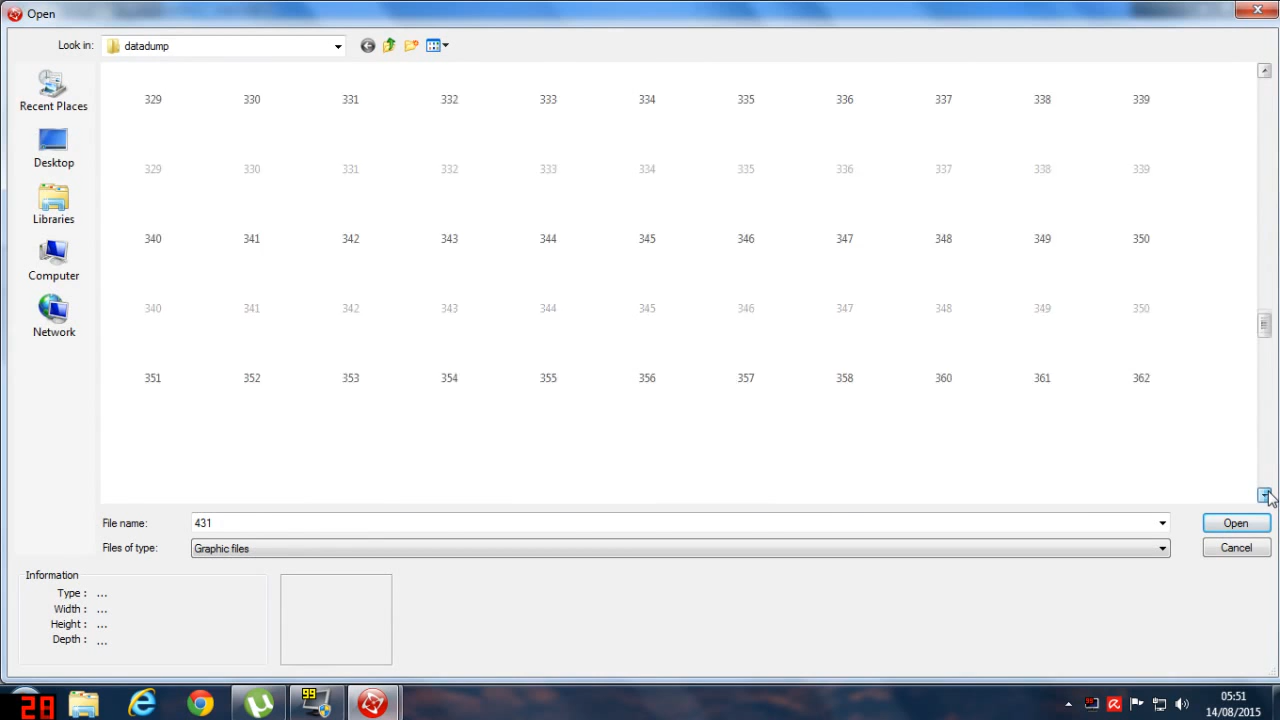 Open
Look in: datadump
Recent Places
Desktop
Libraries
Computer
Network
329 330 331 332 333 334 335 336 337 338 339
329 330 331 332 333 334 335 336 337 338 339
340 341 342 343 344 345 346 347 348 349 350
340 341 342 343 344 345 346 347 348 349 350
351 352 353 354 355 356 357 358 360 361 362
File name: 431 Open
Files of type: Graphic files Cancel
Information
Type : ...
Width : ...
Height : ...
Depth : ...
28
99
05:51
14/08/2015